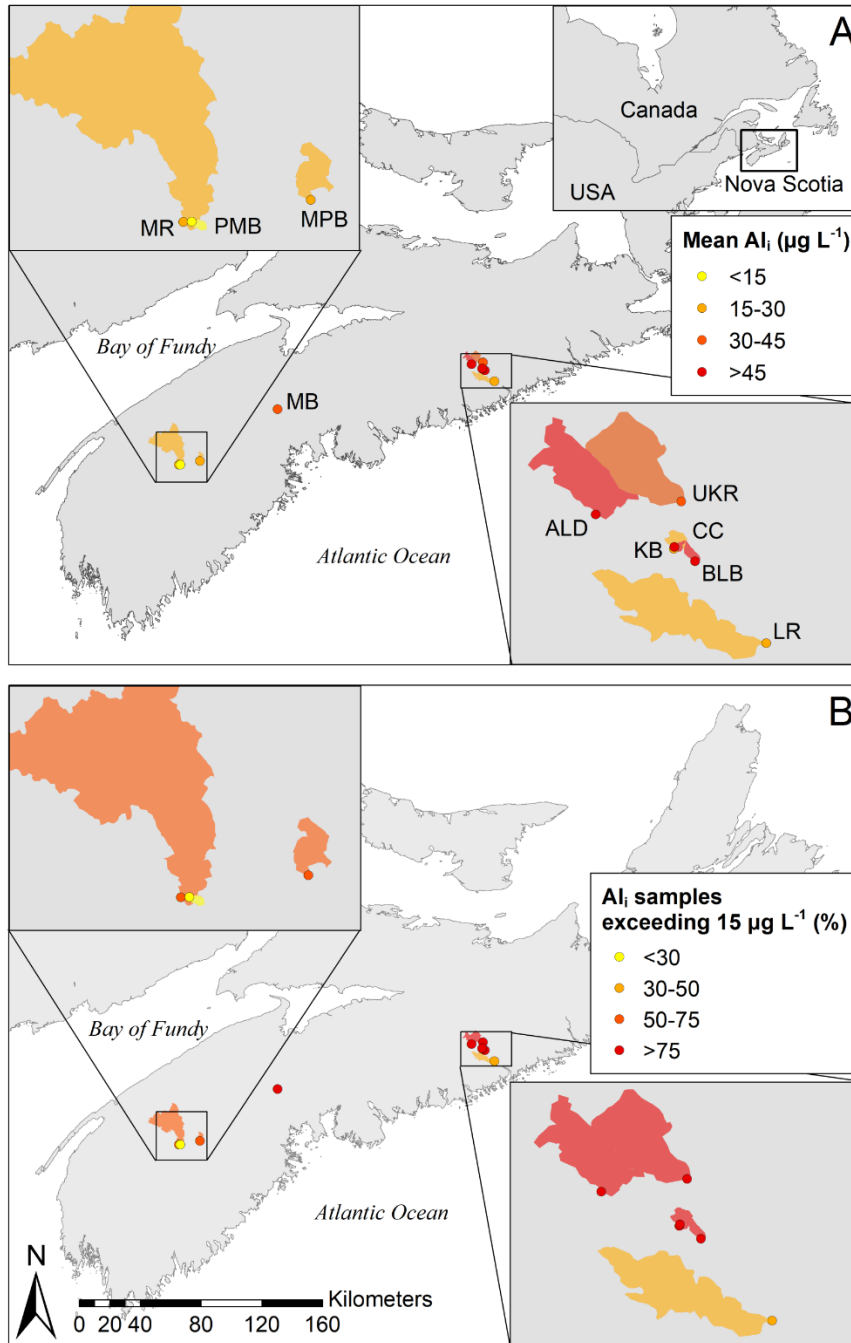 A
Canada
USA
Nova Scotia
MR
PMB
MPB
Mean Alᵢ (µg L⁻¹)
<15
15-30
30-45
>45
Bay of Fundy
MB
Atlantic Ocean
UKR
ALD
CC
KB
BLB
LR
B
Alᵢ samples
exceeding 15 µg L⁻¹ (%)
<30
30-50
50-75
>75
Bay of Fundy
Atlantic Ocean
N
Kilometers
0 20 40 80 120 160